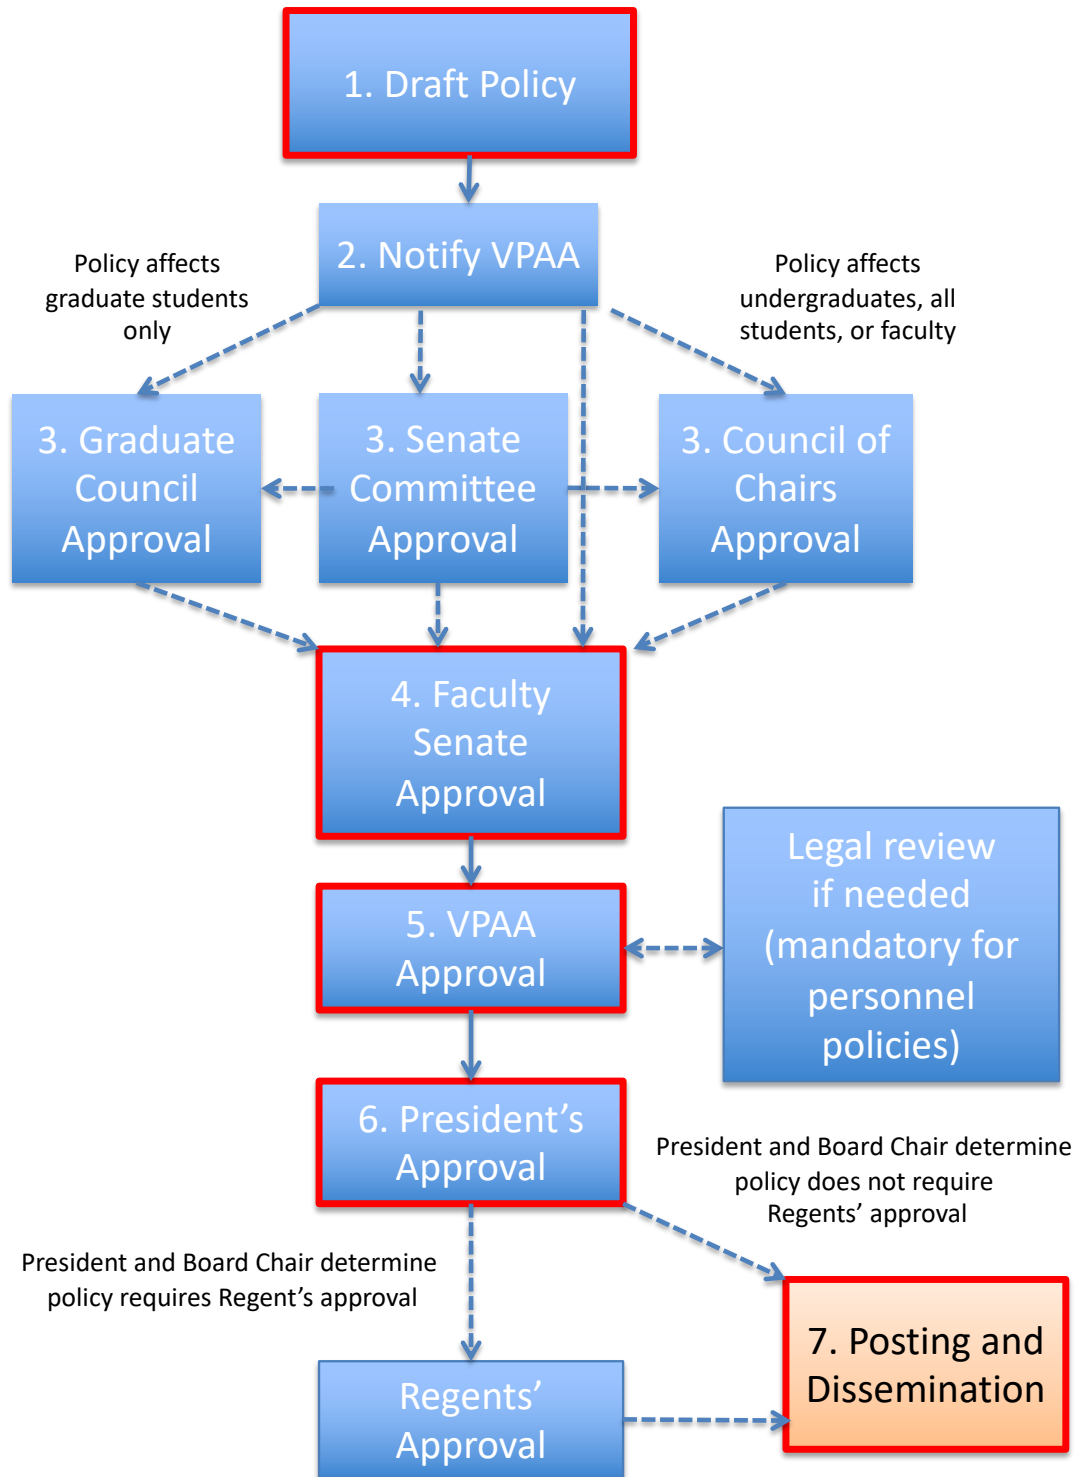 1. Draft Policy
2. Notify VPAA
Policy affects
graduate students
only
Policy affects
undergraduates, all
students, or faculty
3. Graduate
Council
Approval
3. Senate
Committee
Approval
3. Council of
Chairs
Approval
4. Faculty
Senate
Approval
5. VPAA
Approval
Legal review
if needed
(mandatory for
personnel
policies)
6. President’s
Approval
President and Board Chair determine
policy does not require
Regents’ approval
President and Board Chair determine
policy requires Regent’s approval
7. Posting and
Dissemination
Regents’
Approval